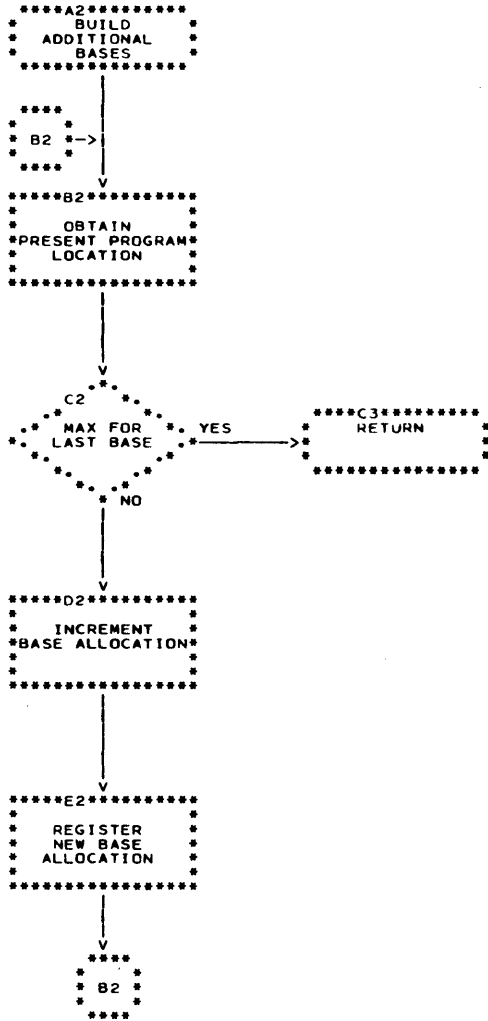 *****A2**********
BUILD
ADDITIONAL
BASES
B2
*****B2**********
OBTAIN
PRESENT PROGRAM
LOCATION
C2
MAX FOR
LAST BASE
YES
****C3*********
RETURN
NO
*****D2**********
INCREMENT
BASE ALLOCATION
*****E2**********
REGISTER
NEW BASE
ALLOCATION
B2